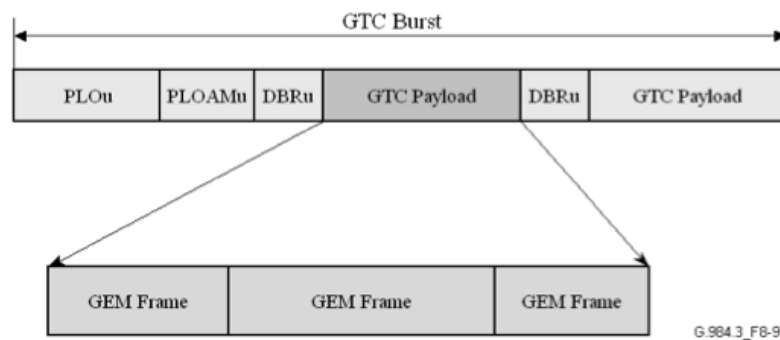 GTC Burst
PLOu PLOAMu DBRu GTC Payload DBRu GTC Payload
GEM Frame GEM Frame GEM Frame
G.984.3_F8-9